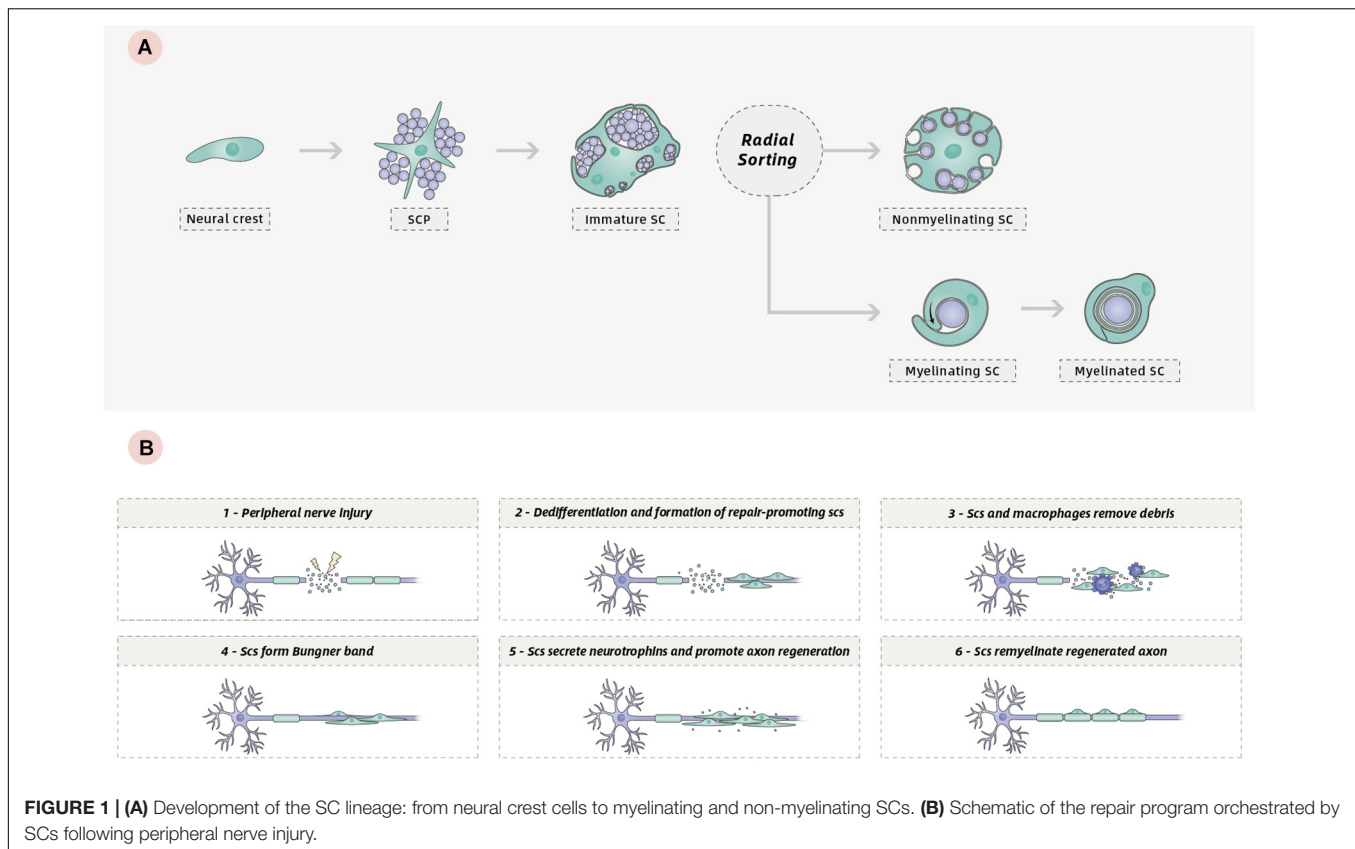 A
Radial
Sorting
Neural crest
SCP
Immature SC
Nonmyelinating SC
Myelinating SC
Myelinated SC
B
1 - Peripheral nerve injury
2 - Dedifferentiation and formation of repair-promoting scs
3 - Scs and macrophages remove debris
4 - Scs form Bungner band
5 - Scs secrete neurotrophins and promote axon regeneration
6 - Scs remyelinate regenerated axon
FIGURE 1 | (A) Development of the SC lineage: from neural crest cells to myelinating and non-myelinating SCs. (B) Schematic of the repair program orchestrated by
SCs following peripheral nerve injury.